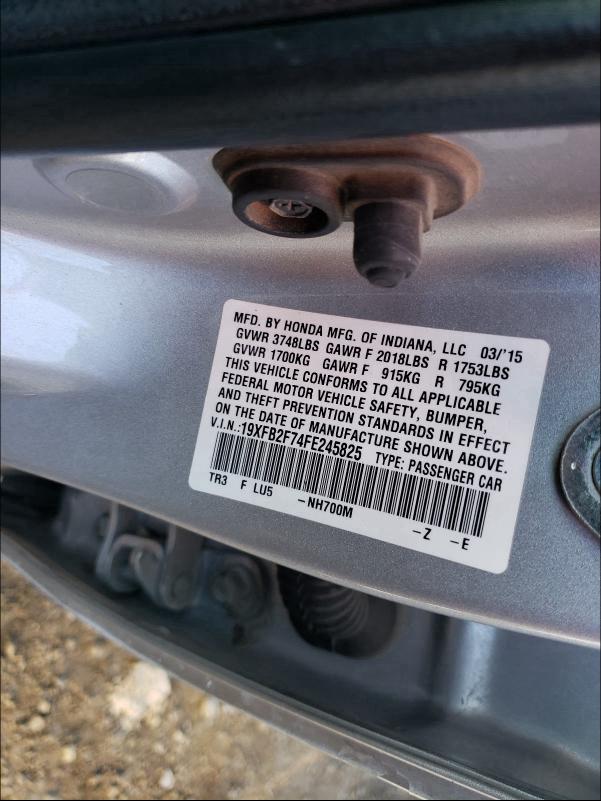 MFD. BY HONDA MFG. OF INDIANA, LLC 03/'15
GVWR 3748LBS GAWR F 2018LBS R 1753LBS
GVWR 1700KG GAWR F 915KG R 795KG
THIS VEHICLE CONFORMS TO ALL APPLICABLE
FEDERAL MOTOR VEHICLE SAFETY, BUMPER,
AND THEFT PREVENTION STANDARDS IN EFFECT
ON THE DATE OF MANUFACTURE SHOWN ABOVE.
V.I.N.:19XFB2F74FE245825 TYPE: PASSENGER CAR
TR3 F LU5 -NH700M -Z -E